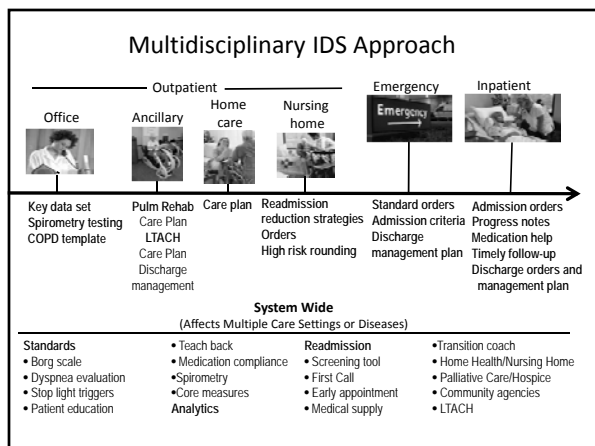 Multidisciplinary IDS Approach
Outpatient
Emergency
Inpatient
Office
Ancillary
Home
care
Nursing
home
Emergency
Key data set
Spirometry testing
COPD template
Pulm Rehab
Care Plan
LTACH
Care Plan
Discharge
management
Care plan
Readmission
reduction strategies
Orders
High risk rounding
Standard orders
Admission criteria
Discharge
management plan
Admission orders
Progress notes
Medication help
Timely follow-up
Discharge orders and
management plan
System Wide
(Affects Multiple Care Settings or Diseases)
Standards
• Borg scale
• Dyspnea evaluation
• Stop light triggers
• Patient education
• Teach back
• Medication compliance
•Spirometry
•Core measures
Analytics
Readmission
• Screening tool
• First Call
• Early appointment
• Medical supply
•Transition coach
• Home Health/Nursing Home
• Palliative Care/Hospice
• Community agencies
• LTACH